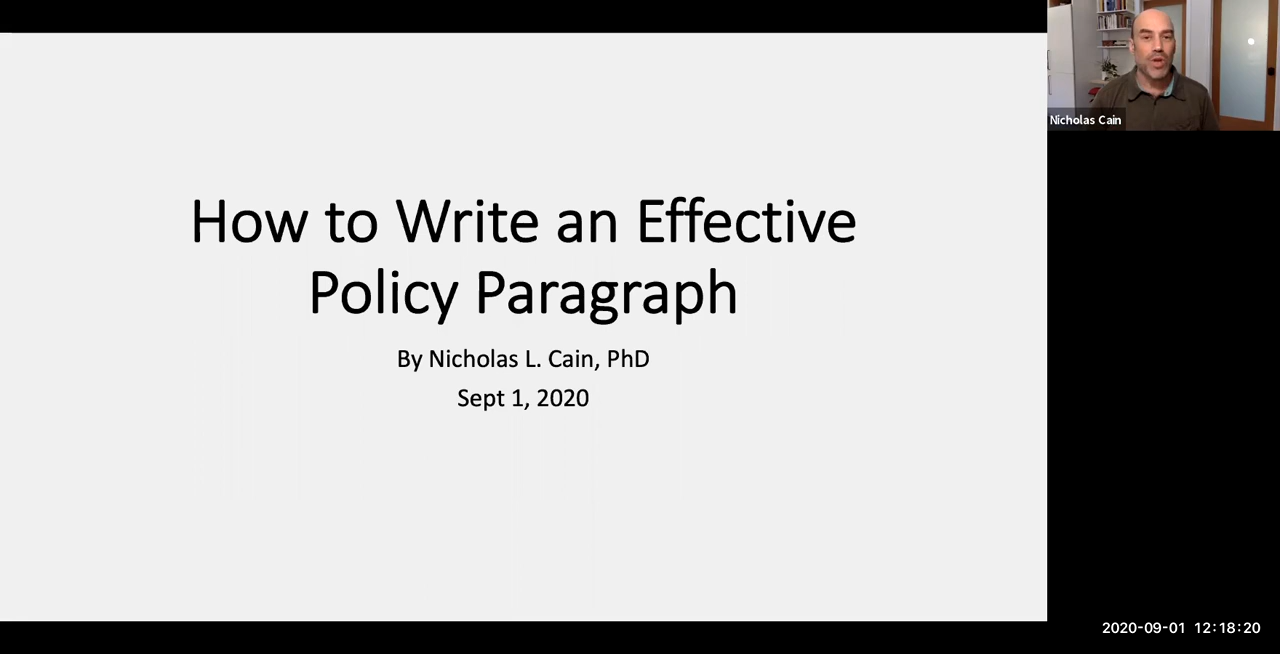 How to Write an Effective
Policy Paragraph
By Nicholas L. Cain, PhD
Sept 1, 2020
Nicholas Cain
2020-09-01 12:18:20